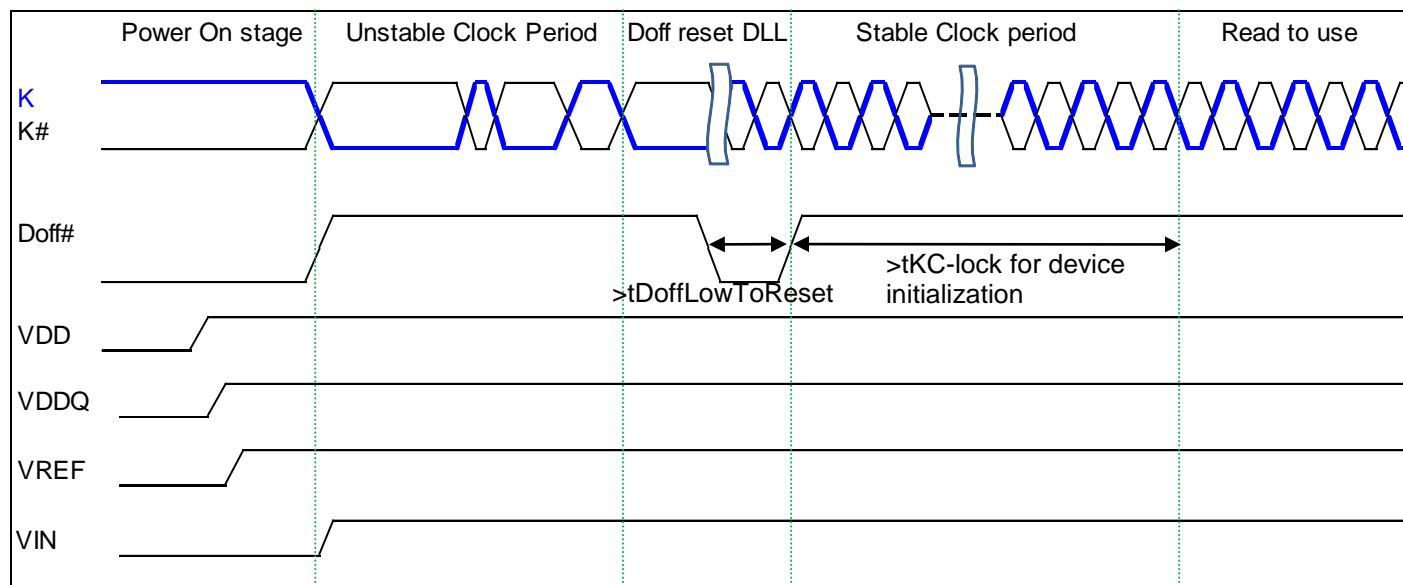 Power On stage
Unstable Clock Period
Doff reset DLL
Stable Clock period
Read to use
K
K#
Doff#
>tDoffLowToReset
>tKC-lock for device
initialization
VDD
VDDQ
VREF
VIN